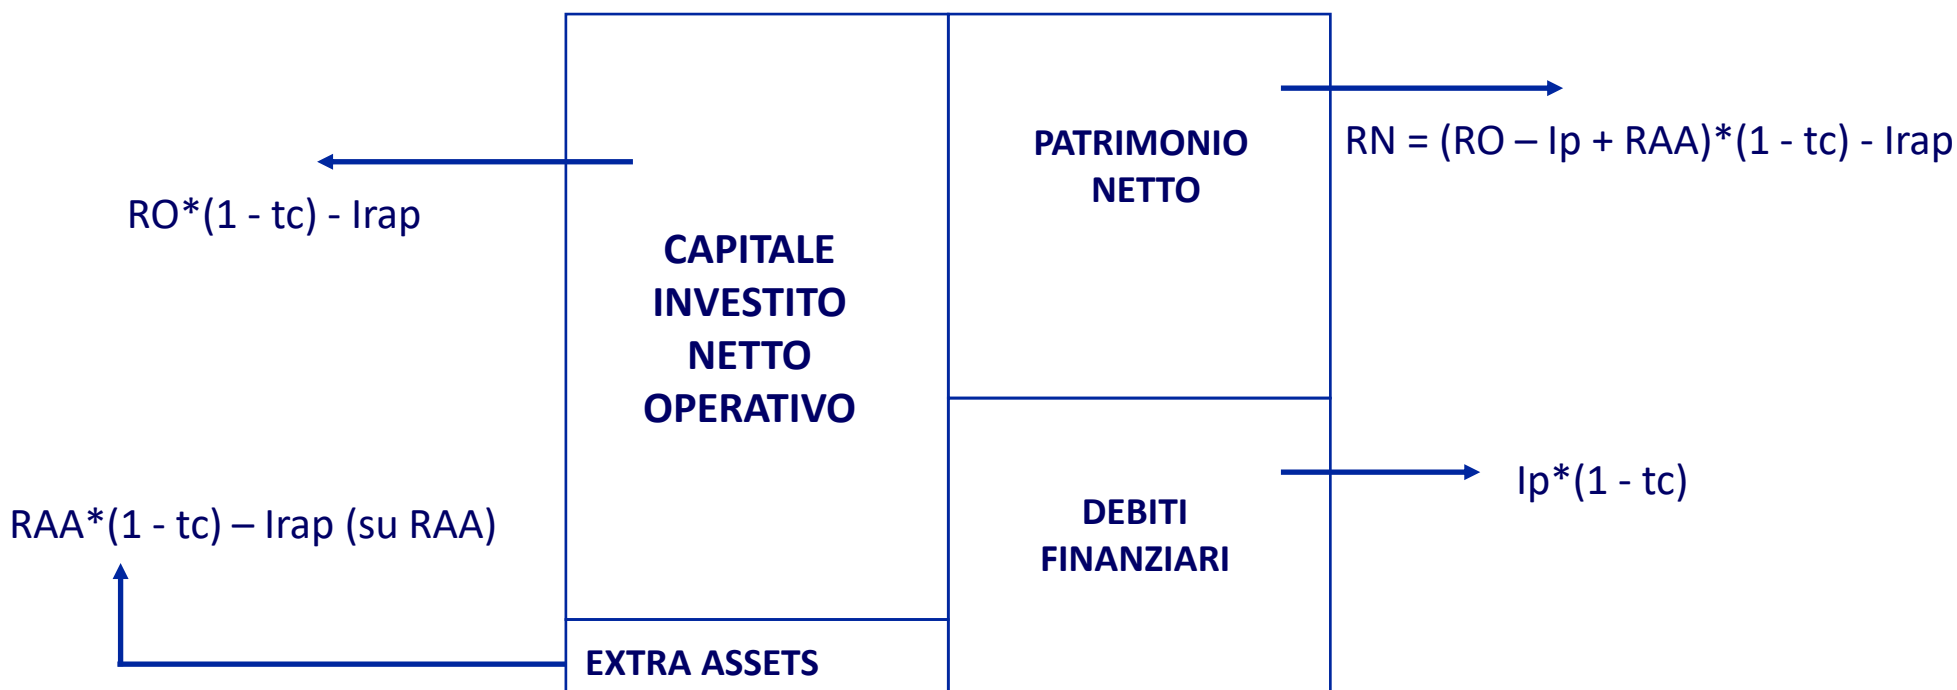 RO*(1 - tc) - Irap
RAA*(1 - tc) – Irap (su RAA)
CAPITALE
INVESTITO
NETTO
OPERATIVO
EXTRA ASSETS
PATRIMONIO
NETTO
DEBITI
FINANZIARI
RN = (RO – Ip + RAA)*(1 - tc) - Irap
Ip*(1 - tc)